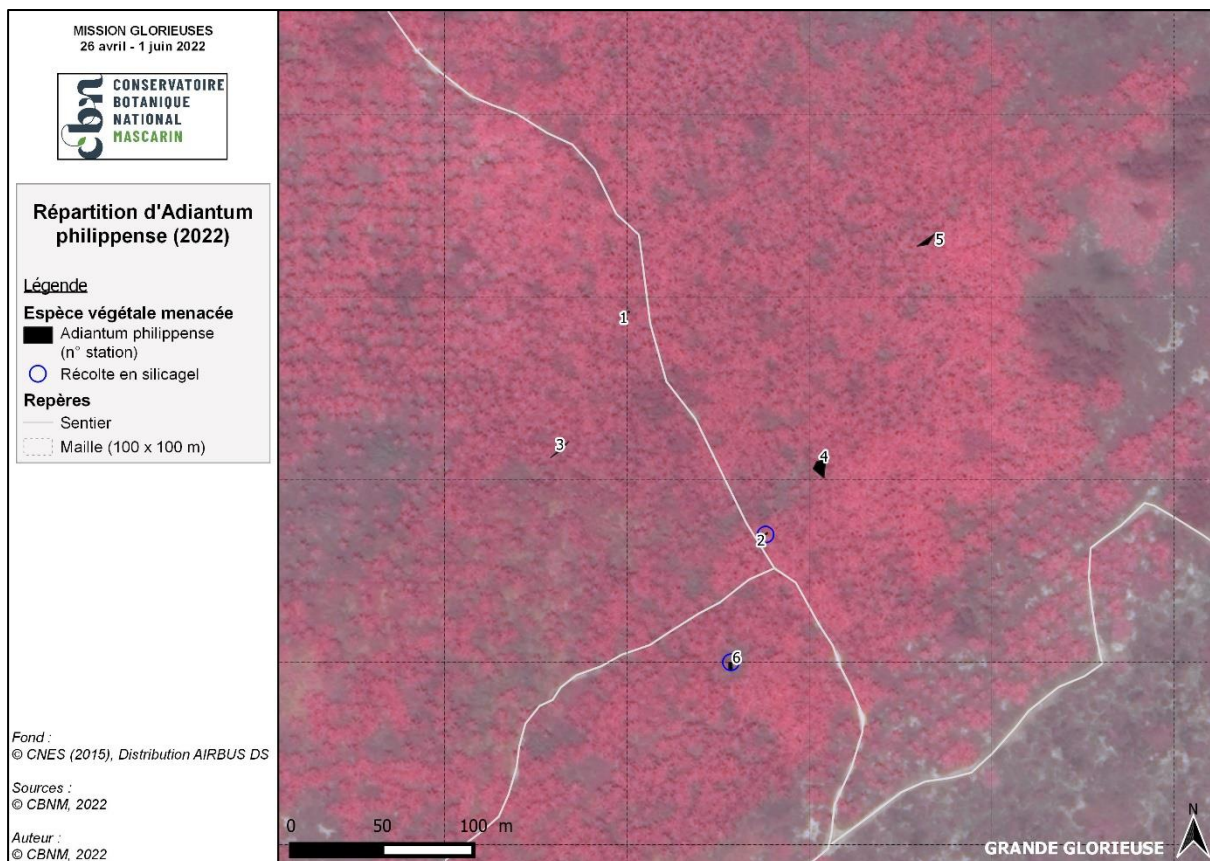 MISSION GLORIEUSES
26 avril - 1 juin 2022
cbn
CONSERVATOIRE
BOTANIQUE
NATIONAL
MASCARIN
Répartition d'Adiantum
philippense (2022)
Légende
Espèce végétale menacée
Adiantum philippense
(n° station)
Récolte en silicagel
Repères
Sentier
Maille (100 x 100 m)
Fond :
© CNES (2015), Distribution AIRBUS DS
Sources :
© CBNM, 2022
Auteur :
© CBNM, 2022
5
1
3
4
2
6
0 50 100 m
N
GRANDE GLORIEUSE